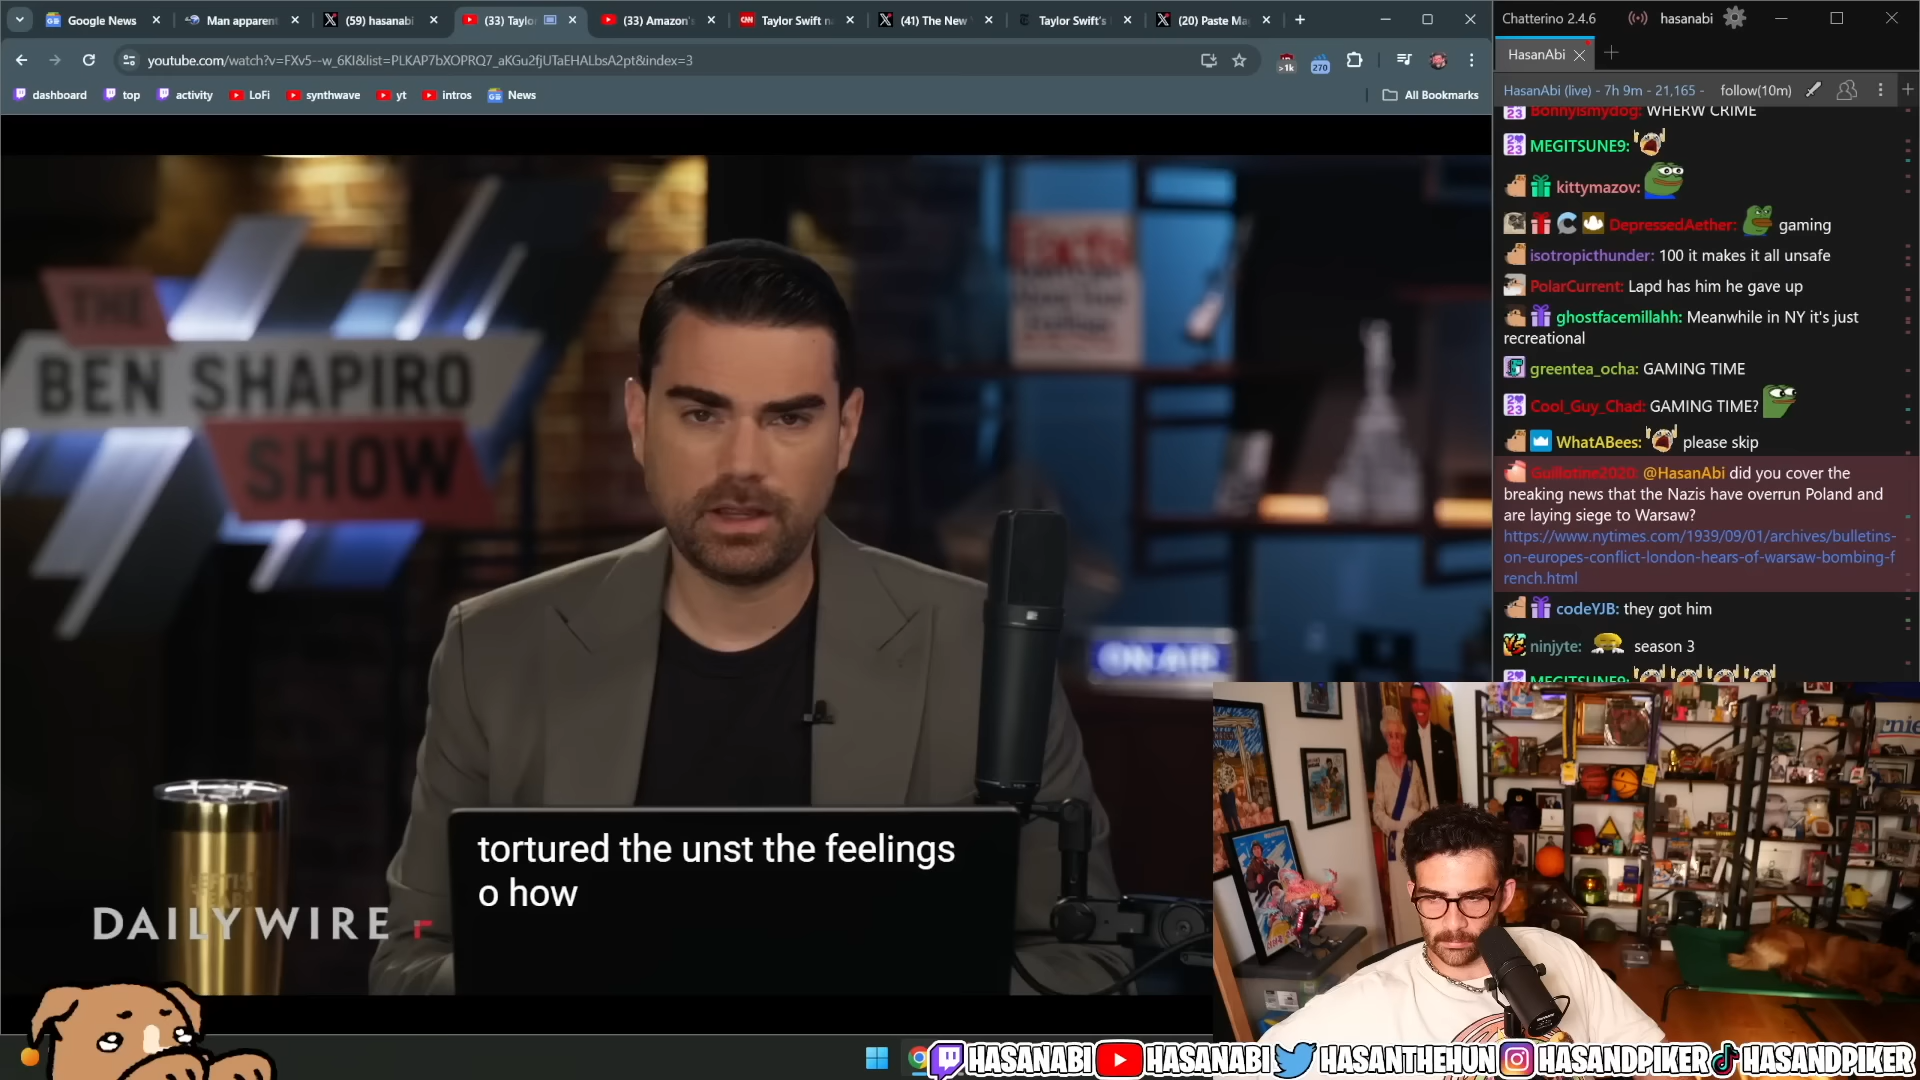 Google News
Man apparent
(59) hasanabi
(33) Taylor
(33) Amazon's
Taylor Swift na
(41) The New
Taylor Swift's
(20) Paste Ma
youtube.com/watch?v=FXv5--w_6KI&list=PLKAP7bXOPRQ7_aKGu2fjUTaEHALbsA2pt&index=3
>1k
270
dashboard
top
activity
LoFi
synthwave
yt
intros
News
All Bookmarks
THE
BEN SHAPIRO
SHOW
Facts
ON AIR
tortured the unst the feelings
o how
DAILY WIRE
Chatterino 2.4.6
hasanabi
HasanAbi
HasanAbi (live) - 7h 9m - 21,165 -
follow(10m)
Bonnyismydog: WHERW CRIME
MEGITSUNE9:
kittymazov:
DepressedAether: gaming
isotropicthunder: 100 it makes it all unsafe
PolarCurrent: Lapd has him he gave up
ghostfacemillahh: Meanwhile in NY it's just
recreational
greentea_ocha: GAMING TIME
Cool_Guy_Chad: GAMING TIME?
WhatABees: please skip
Guillotine2020: @HasanAbi did you cover the
breaking news that the Nazis have overrun Poland and
are laying siege to Warsaw?
https://www.nytimes.com/1939/09/01/archives/bulletins-
on-europes-conflict-london-hears-of-warsaw-bombing-f
rench.html
codeYJB: they got him
ninjyte: season 3
MEGITSUNE9:
HASANABI HASANABI HASANTHEHUN HASANDPIKER HASANDPIKER